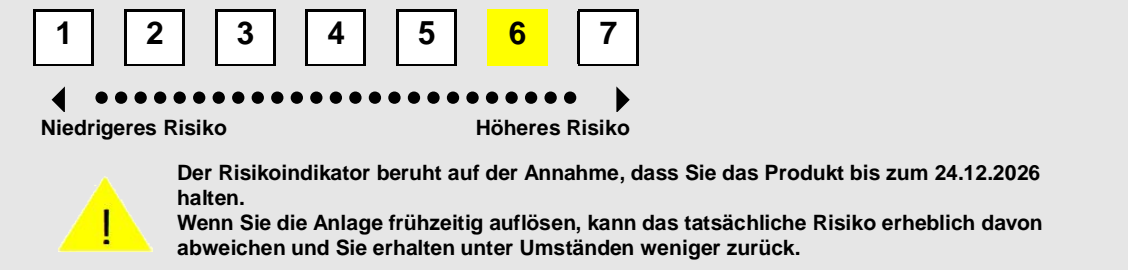 1 2 3 4 5 6 7
Niedrigeres Risiko Höheres Risiko
Der Risikoindikator beruht auf der Annahme, dass Sie das Produkt bis zum 24.12.2026
halten.
Wenn Sie die Anlage frühzeitig auflösen, kann das tatsächliche Risiko erheblich davon
abweichen und Sie erhalten unter Umständen weniger zurück.
!